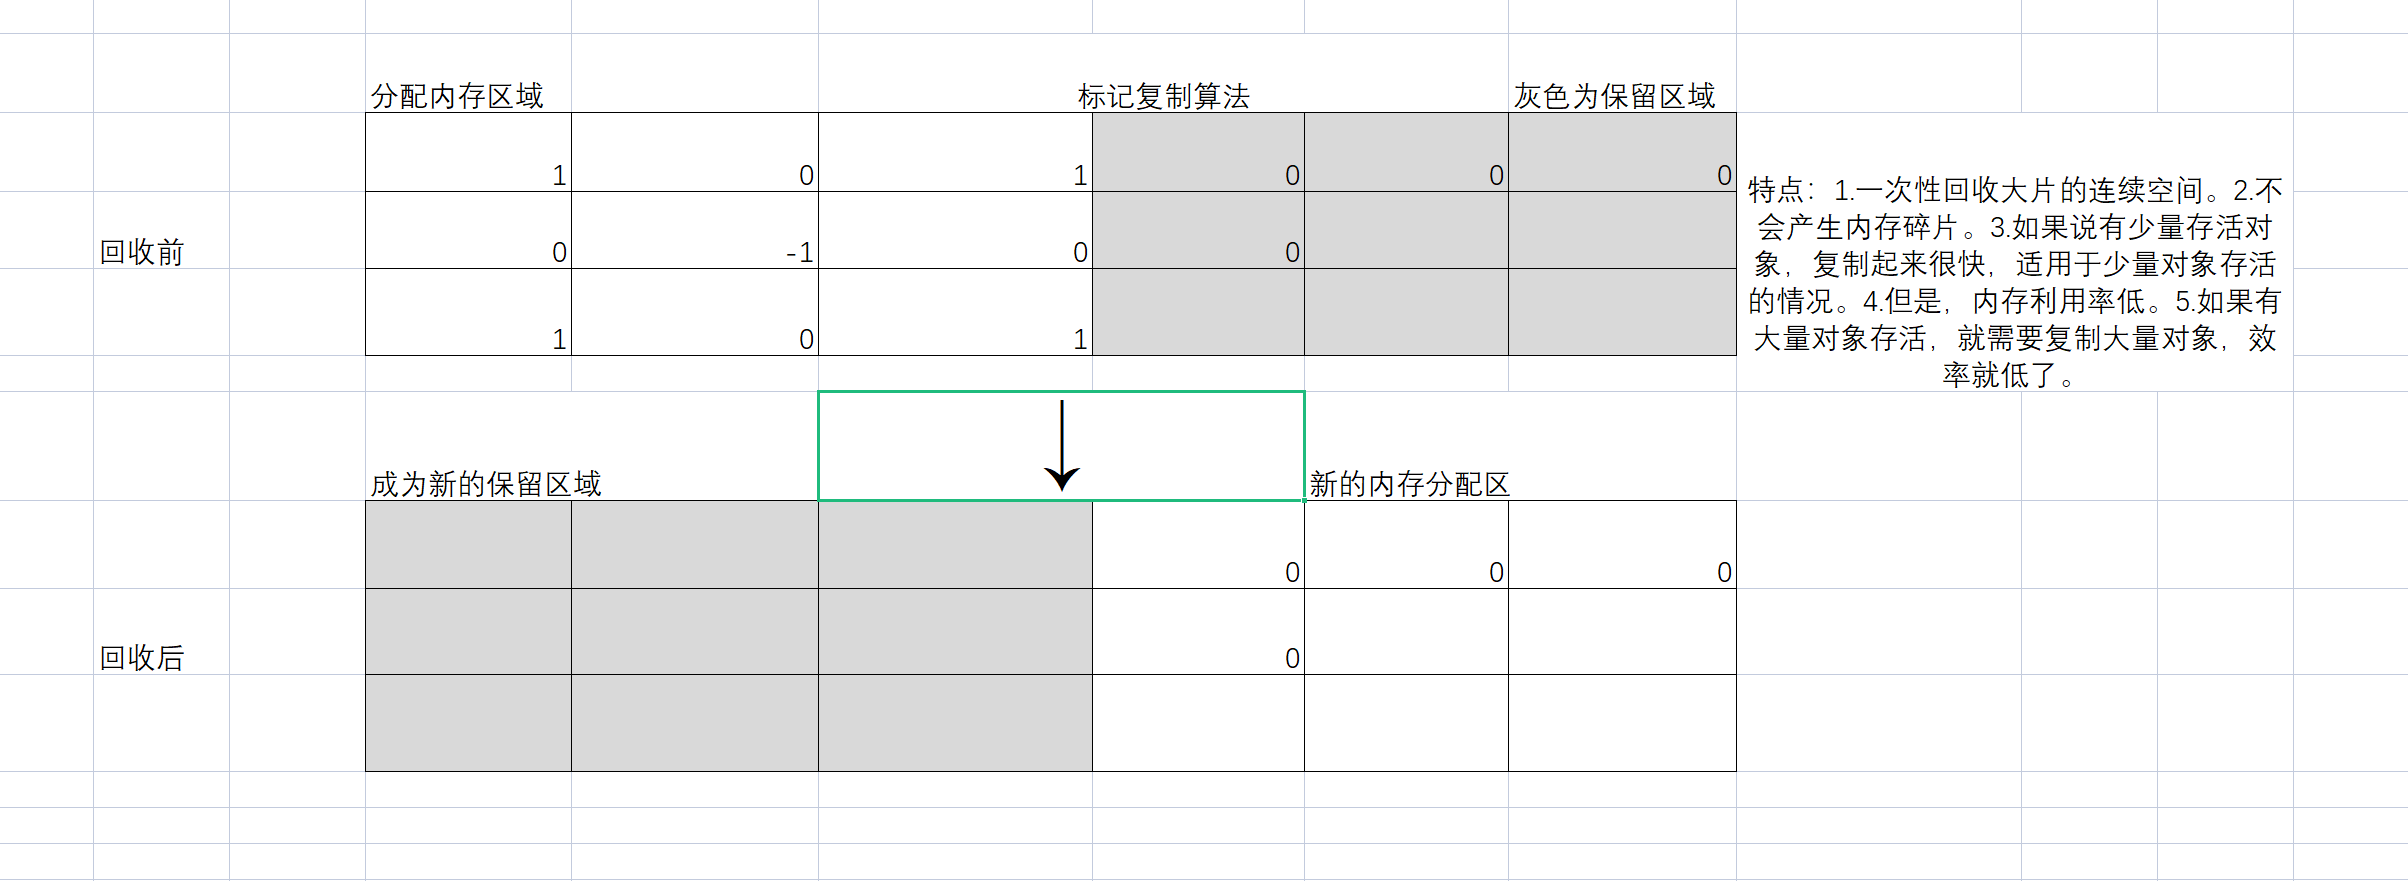 分配内存区域 标记复制算法 灰色为保留区域
1 0 1 0 0 0
回收前 0 -1 0 0
1 0 1
特点：1.一次性回收大片的连续空间。2.不
会产生内存碎片。3.如果说有少量存活对
象，复制起来很快，适用于少量对象存活
的情况。4.但是，内存利用率低。5.如果有
大量对象存活，就需要复制大量对象，效
率就低了。
↓
成为新的保留区域 新的内存分配区
0 0 0
回收后 0